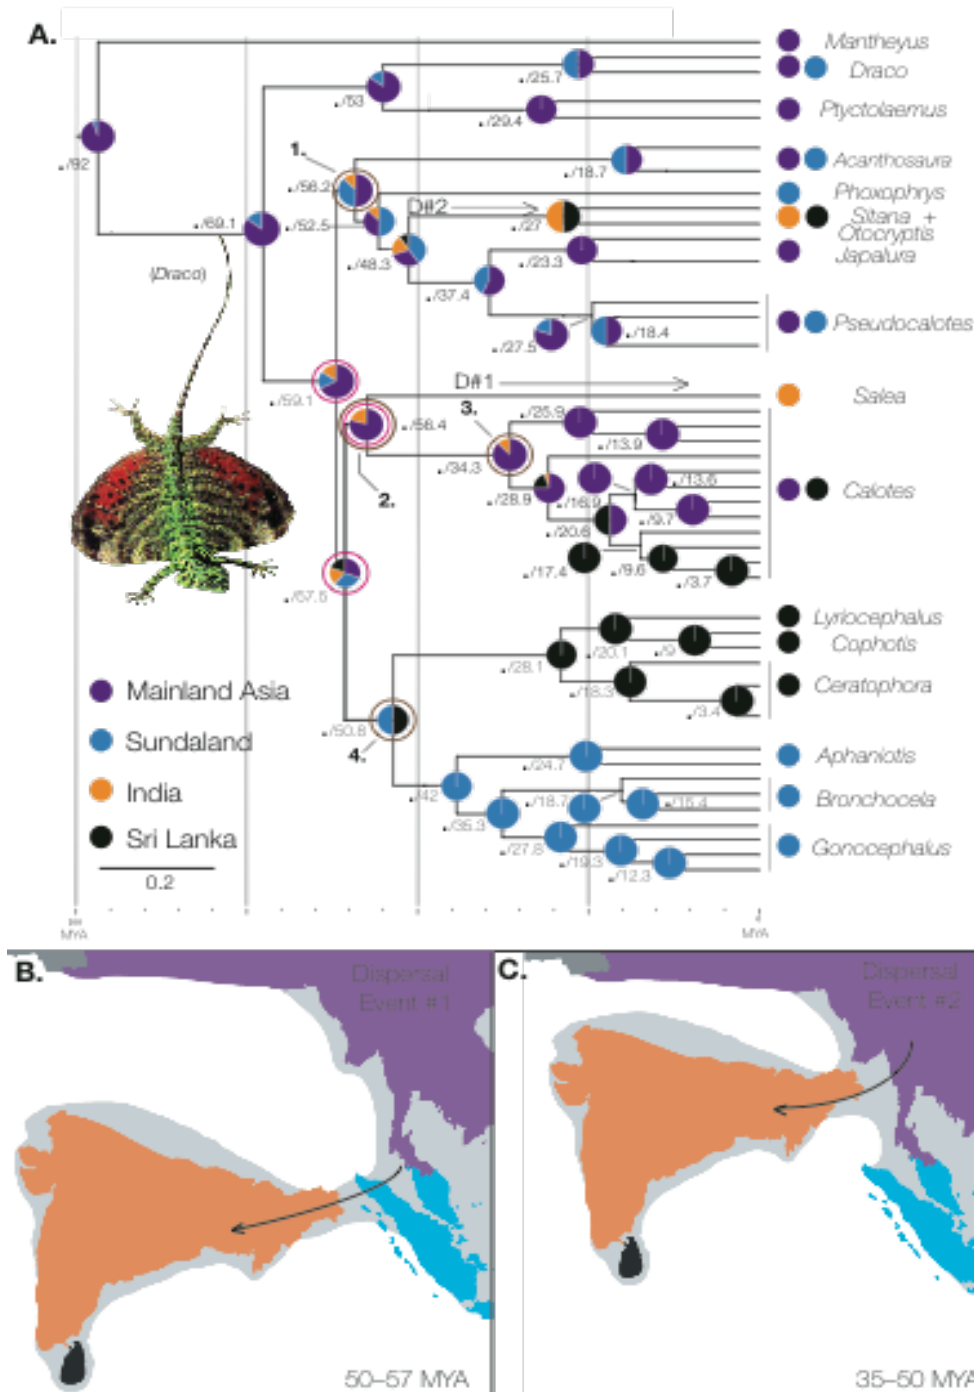 A.
Mantheyus
Draco
Ptyctolaemus
Acanthosaura
Phoxophrys
Sitana +
Otocryptis
Japalura
Pseudocalotes
Salea
Calotes
Lyriocephalus
Cophotis
Ceratophora
Aphaniotis
Bronchocela
Gonocephalus
./92
./69.1
./53
./25.7
./29.4
1.
./56.2
./18.7
./52.5
D#2
./27
./48.3
./23.3
./37.4
./27.5
./18.4
(Draco)
./59.1
D#1
./56.4
2.
3.
./25.9
./13.9
./34.3
./28.9
./16.9
./13.6
./9.7
./20.6
./17.4
./9.6
./3.7
./57.5
./28.1
./20.1
./9
./18.3
./3.4
./50.8
4.
./24.7
./42
./18.7
./15.4
./35.3
./27.8
./19.3
./12.3
Mainland Asia
Sundaland
India
Sri Lanka
0.2
MYA
MYA
B.
Dispersal
Event #1
50–57 MYA
C.
Dispersal
Event #2
35–50 MYA